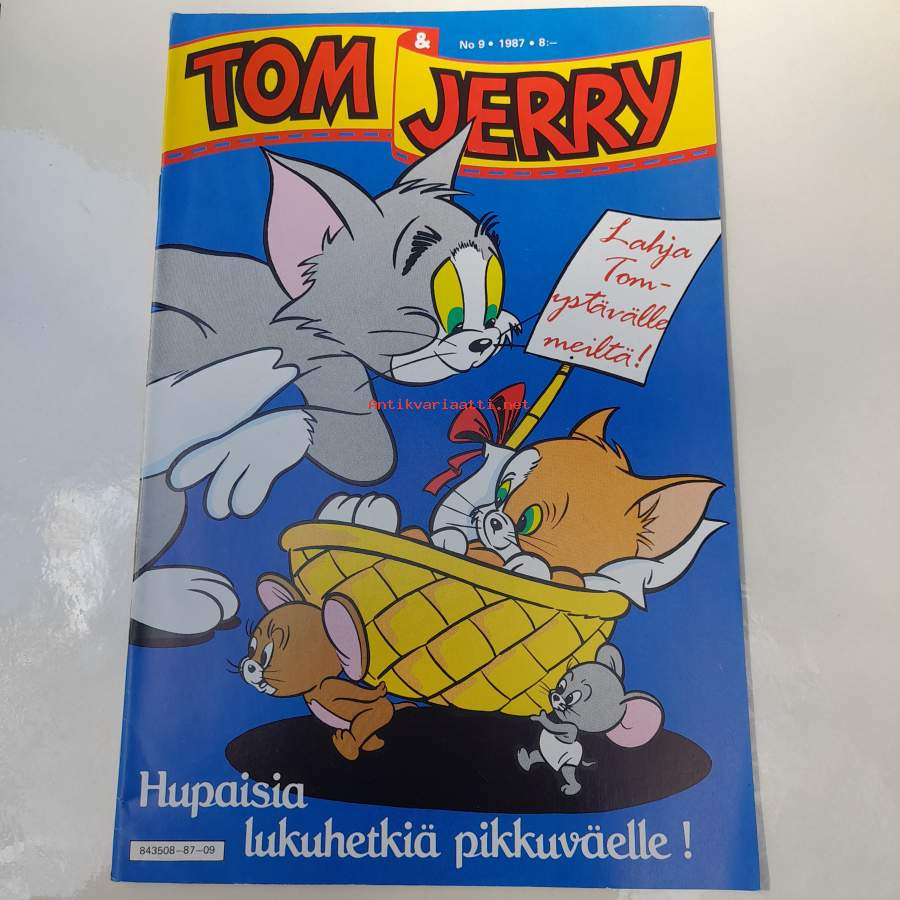 No 9 • 1987 • 8:–
TOM & JERRY
Lahja
Tom-
ystävälle
meiltä!
Antikvariaatti.net
Hupaisia
lukuhetkiä pikkuväelle!
843508–87–09